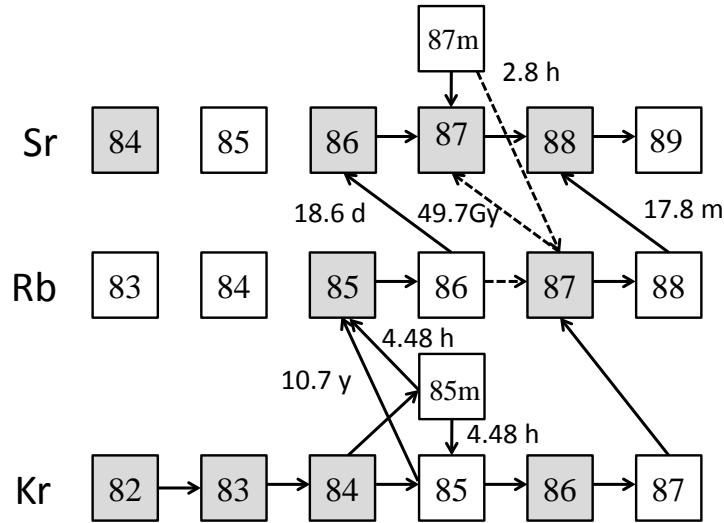 87m
2.8 h
Sr 84 85 86 87 88 89
18.6 d 49.7Gy 17.8 m
Rb 83 84 85 86 87 88
4.48 h
10.7 y 85m
4.48 h
Kr 82 83 84 85 86 87